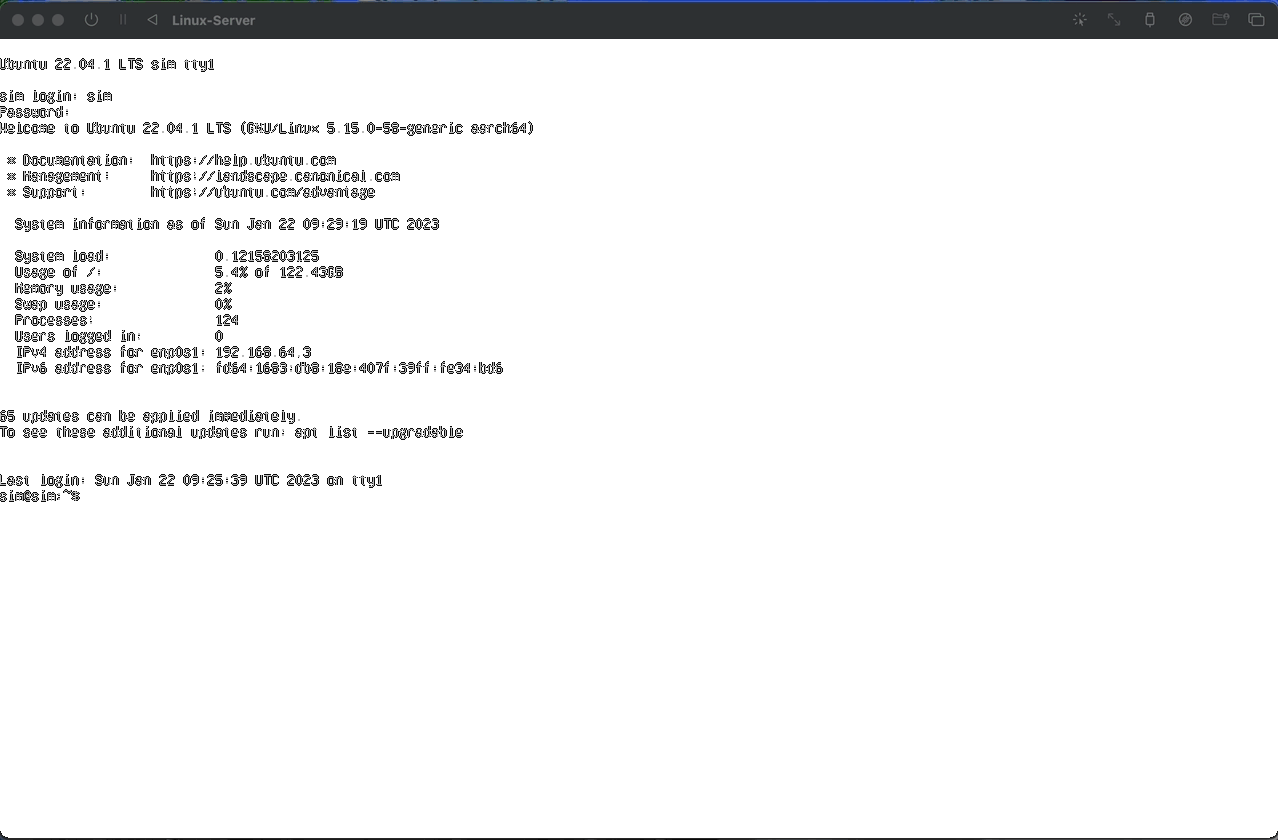 Linux-Server
Ubuntu 22.04.1 LTS sim tty1
sim login: sim
Password:
Welcome to Ubuntu 22.04.1 LTS (GNU/Linux 5.15.0-58-generic aarch64)
* Documentation:  https://help.ubuntu.com
* Management:     https://landscape.canonical.com
* Support:        https://ubuntu.com/advantage
System information as of Sun Jan 22 09:29:19 UTC 2023
System load:              0.12158203125
Usage of /:               5.4% of 122.43GB
Memory usage:             2%
Swap usage:               0%
Processes:                124
Users logged in:          0
IPv4 address for enp0s1: 192.168.64.3
IPv6 address for enp0s1: fd64:1683:db8:18e:407f:39ff:fe34:bd6
65 updates can be applied immediately.
To see these additional updates run: apt list --upgradable
Last login: Sun Jan 22 09:25:39 UTC 2023 on tty1
sim@sim:~$